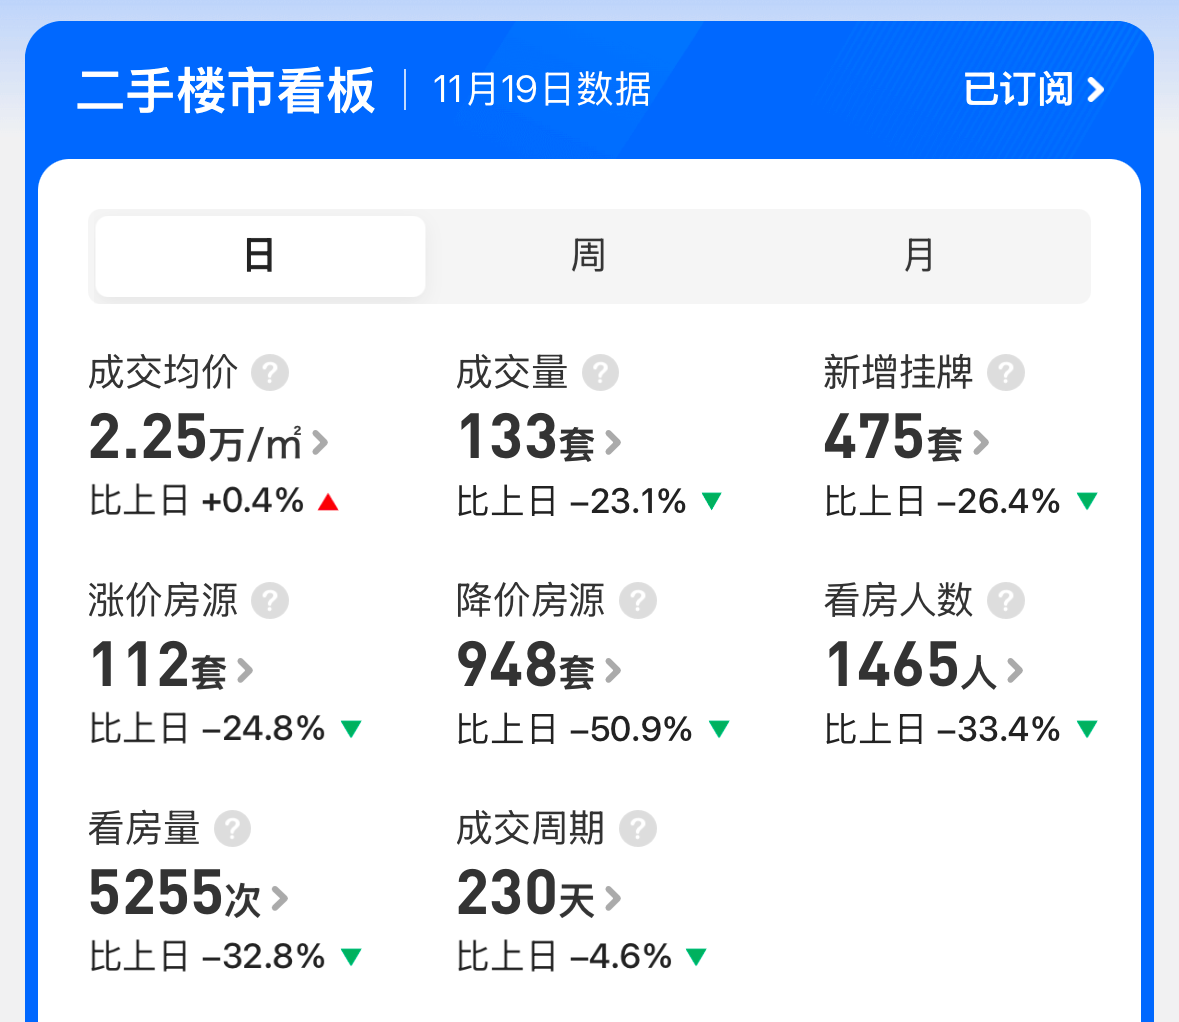 二手楼市看板 | 11月19日数据 已订阅 >
日 周 月
成交均价 ? 成交量 ? 新增挂牌 ?
2.25万/㎡ > 133套 > 475套 >
比上日 +0.4% ▲ 比上日 –23.1% ▼ 比上日 –26.4% ▼
涨价房源 ? 降价房源 ? 看房人数 ?
112套 > 948套 > 1465人 >
比上日 –24.8% ▼ 比上日 –50.9% ▼ 比上日 –33.4% ▼
看房量 ? 成交周期 ?
5255次 > 230天 >
比上日 –32.8% ▼ 比上日 –4.6% ▼